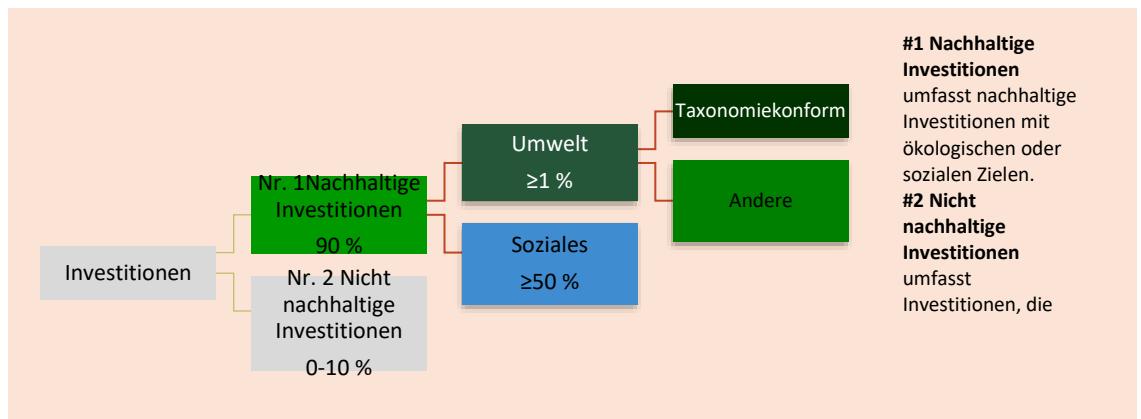 Investitionen
Nr. 1Nachhaltige
Investitionen
90 %
Nr. 2 Nicht
nachhaltige
Investitionen
0-10 %
Umwelt
≥1 %
Soziales
≥50 %
Taxonomiekonform
Andere
#1 Nachhaltige
Investitionen
umfasst nachhaltige
Investitionen mit
ökologischen oder
sozialen Zielen.
#2 Nicht
nachhaltige
Investitionen
umfasst
Investitionen, die